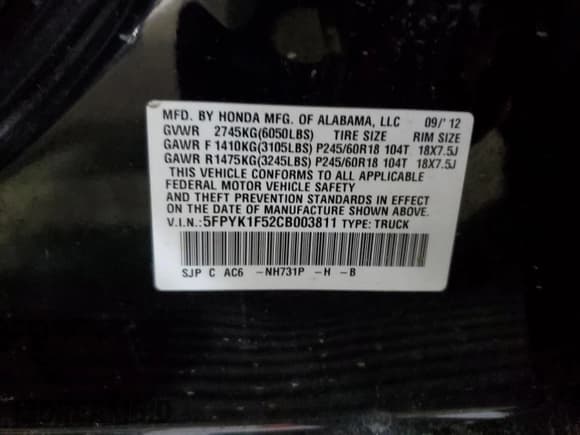 MFD. BY HONDA MFG. OF ALABAMA, LLC 09/'12
GVWR 2745KG(6050LBS) TIRE SIZE RIM SIZE
GAWR F 1410KG(3105LBS) P245/60R18 104T 18X7.5J
GAWR R1475KG(3245LBS) P245/60R18 104T 18X7.5J
THIS VEHICLE CONFORMS TO ALL APPLICABLE
FEDERAL MOTOR VEHICLE SAFETY
AND THEFT PREVENTION STANDARDS IN EFFECT
ON DATE OF MANUFACTURE SHOWN ABOVE.
V.I.N.:5FPYK1F52CB003811 TYPE: TRUCK
SJP C AC6 -NH731P -H -B